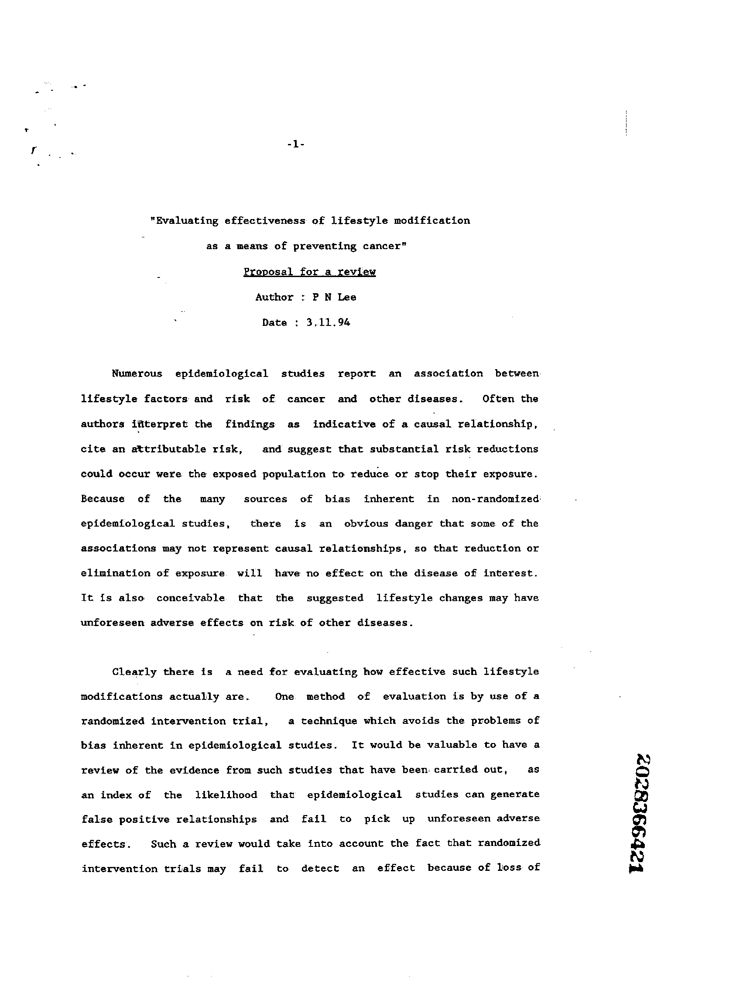 -1-
"Evaluating effectiveness of lifestyle modification
as a means of preventing cancer"
Proposal for a review
Author : P N Lee
Date : 3.11.94
Numerous epidemiological studies report an association between
lifestyle factors and risk of cancer and other diseases. Often the
authors interpret the findings as indicative of a causal relationship,
cite an attributable risk, and suggest that substantial risk reductions
could occur were the exposed population to reduce or stop their exposure.
Because of the many sources of bias inherent in non-randomized
epidemiological studies, there is an obvious danger that some of the
associations may not represent causal relationships, so that reduction or
elimination of exposure will have no effect on the disease of interest.
It is also conceivable that the suggested lifestyle changes may have
unforeseen adverse effects on risk of other diseases.
Clearly there is a need for evaluating how effective such lifestyle
modifications actually are. One method of evaluation is by use of a
randomized intervention trial, a technique which avoids the problems of
bias inherent in epidemiological studies. It would be valuable to have a
review of the evidence from such studies that have been carried out, as
an index of the likelihood that epidemiological studies can generate
false positive relationships and fail to pick up unforeseen adverse
effects. Such a review would take into account the fact that randomized
intervention trials may fail to detect an effect because of loss of
2028366421